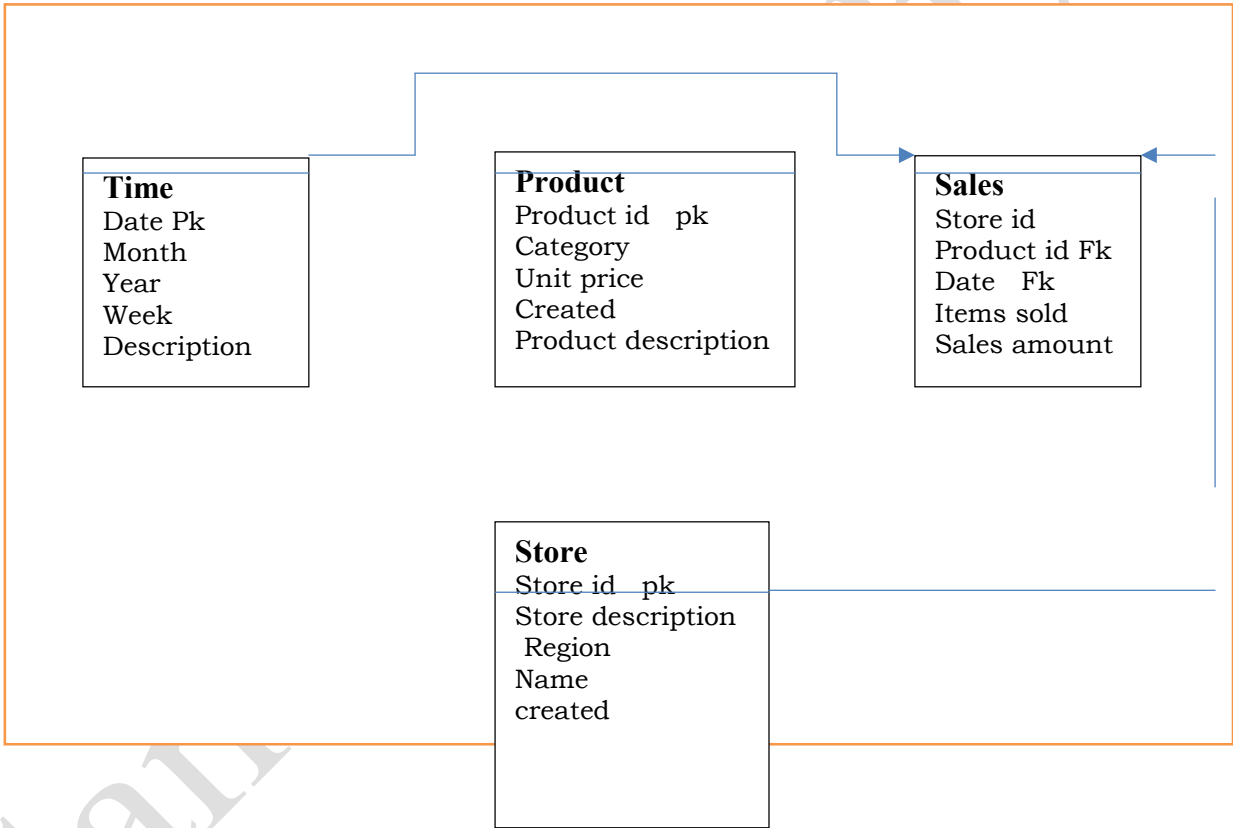 Time
Date Pk
Month
Year
Week
Description
Product
Product id pk
Category
Unit price
Created
Product description
Sales
Store id
Product id Fk
Date Fk
Items sold
Sales amount
Store
Store id pk
Store description
Region
Name
created